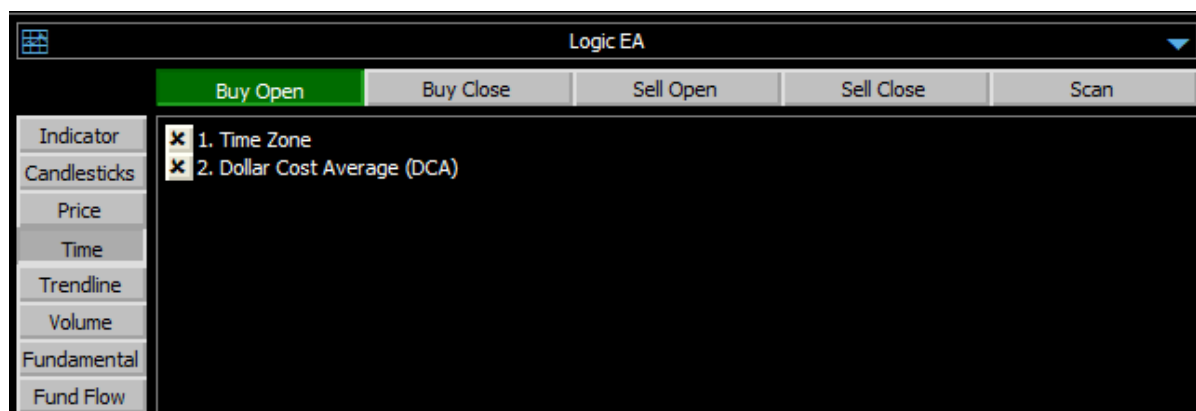 Logic EA
Buy Open Buy Close Sell Open Sell Close Scan
Indicator
Candlesticks
Price
Time
Trendline
Volume
Fundamental
Fund Flow
1. Time Zone
2. Dollar Cost Average (DCA)